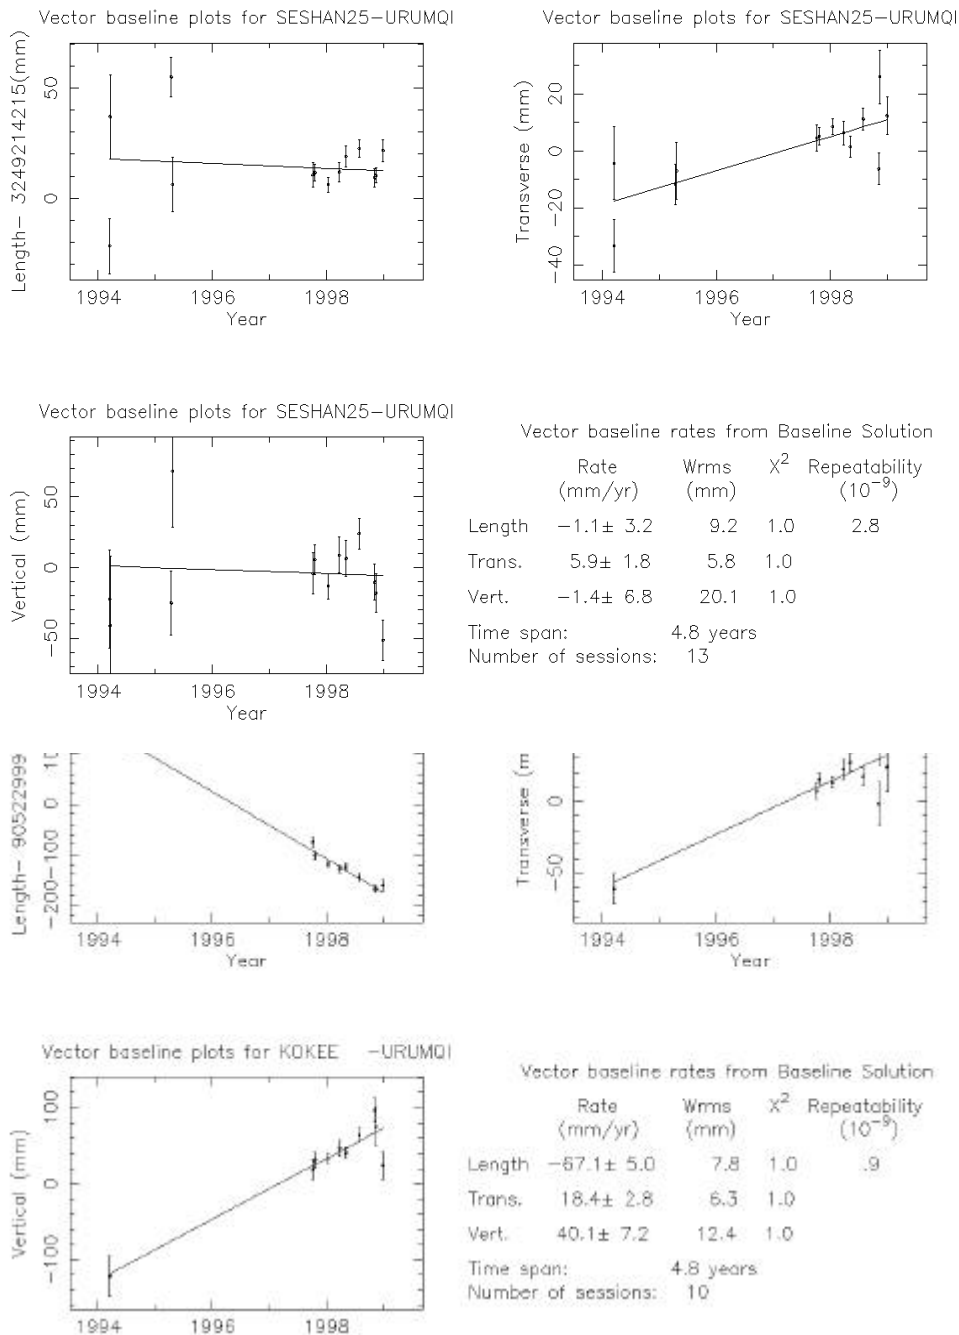 Vector baseline plots for SESHAN25-URUMQI
Length- 3249214215(mm)
50
0
1994 1996 1998
Year
Vector baseline plots for SESHAN25-URUMQI
Transverse (mm)
20
0
-20
-40
1994 1996 1998
Year
Vector baseline plots for SESHAN25-URUMQI
Vertical (mm)
50
0
-50
1994 1996 1998
Year
Vector baseline rates from Baseline Solution
Rate Wrms X² Repeatability
(mm/yr) (mm) (10⁻⁹)
Length -1.1± 3.2 9.2 1.0 2.8
Trans. 5.9± 1.8 5.8 1.0
Vert. -1.4± 6.8 20.1 1.0
Time span: 4.8 years
Number of sessions: 13
Length- 90522999
0
-100
-200
1994 1996 1998
Year
Transverse (m
0
-50
1994 1996 1998
Year
Vector baseline plots for KOKEE -URUMQI
Vertical (mm)
100
0
-100
1994 1996 1998
Vector baseline rates from Baseline Solution
Rate Wrms X² Repeatability
(mm/yr) (mm) (10⁻⁹)
Length -67.1± 5.0 7.8 1.0 .9
Trans. 18.4± 2.8 6.3 1.0
Vert. 40.1± 7.2 12.4 1.0
Time span: 4.8 years
Number of sessions: 10